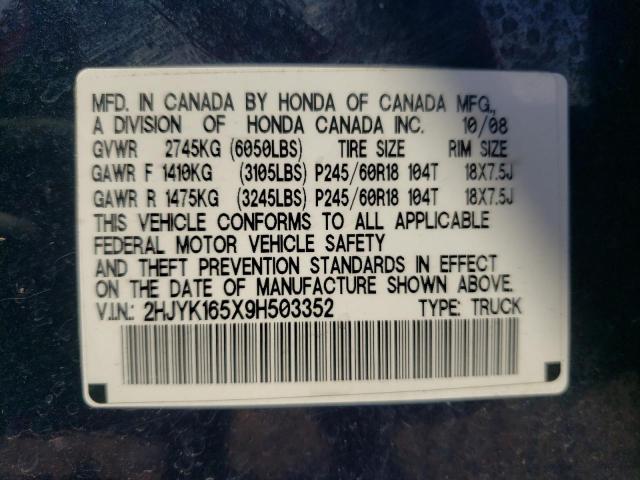 MFD. IN CANADA BY HONDA OF CANADA MFG.,
A DIVISION OF HONDA CANADA INC. 10/08
GVWR 2745KG (6050LBS) TIRE SIZE RIM SIZE
GAWR F 1410KG (3105LBS) P245/60R18 104T 18X7.5J
GAWR R 1475KG (3245LBS) P245/60R18 104T 18X7.5J
THIS VEHICLE CONFORMS TO ALL APPLICABLE
FEDERAL MOTOR VEHICLE SAFETY
AND THEFT PREVENTION STANDARDS IN EFFECT
ON THE DATE OF MANUFACTURE SHOWN ABOVE.
V.I.N.: 2HJYK165X9H503352 TYPE: TRUCK